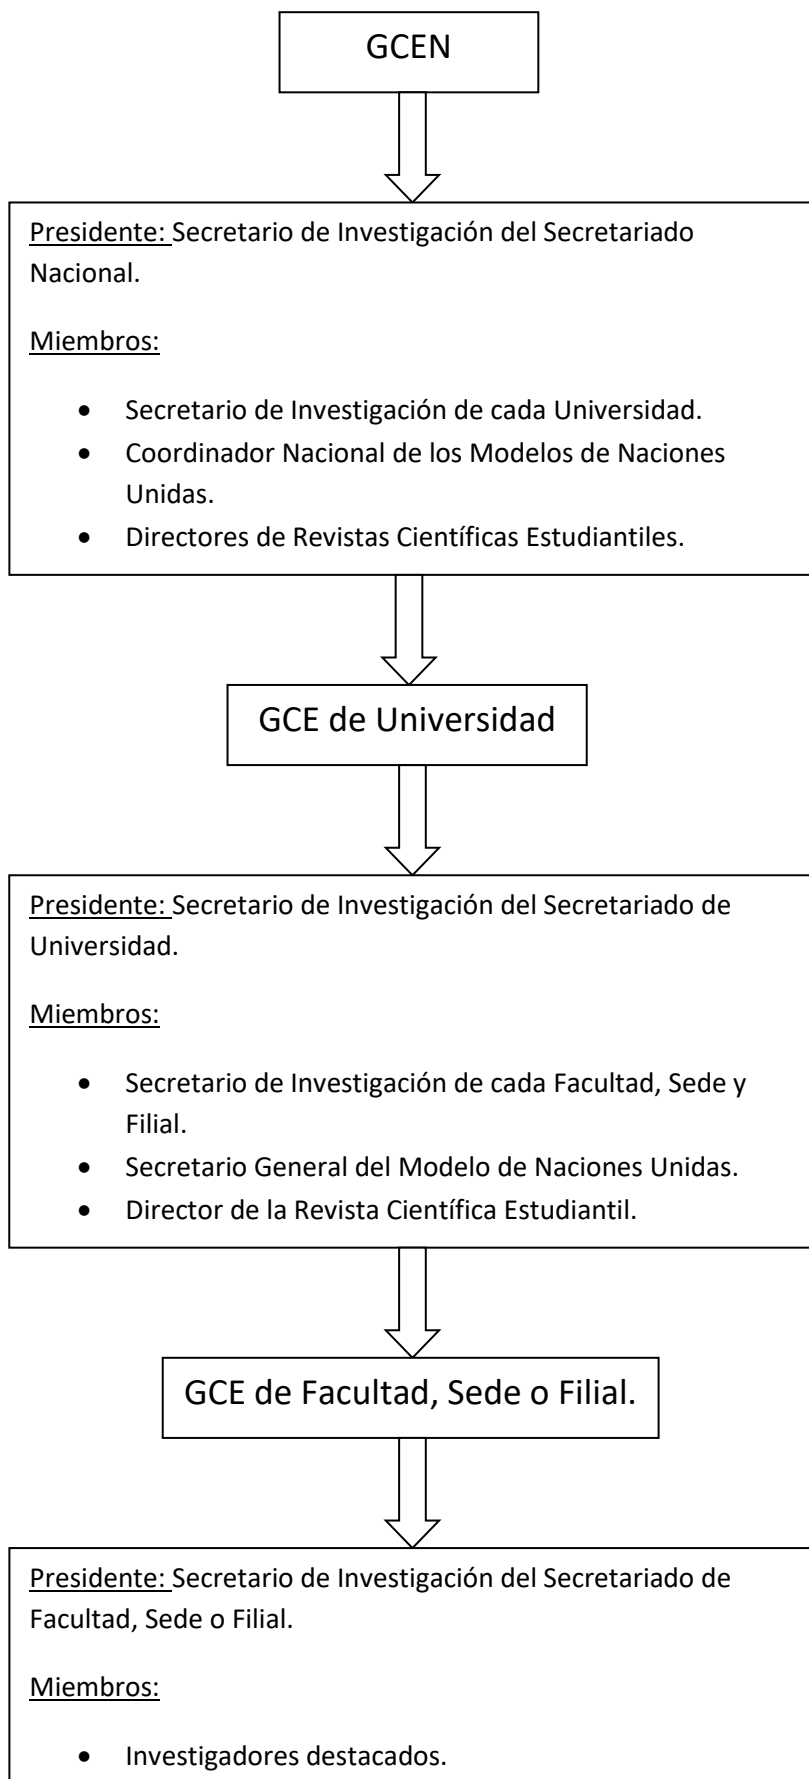 GCEN
Presidente: Secretario de Investigación del Secretariado
Nacional.
Miembros:
• Secretario de Investigación de cada Universidad.
• Coordinador Nacional de los Modelos de Naciones
Unidas.
• Directores de Revistas Científicas Estudiantiles.
GCE de Universidad
Presidente: Secretario de Investigación del Secretariado de
Universidad.
Miembros:
• Secretario de Investigación de cada Facultad, Sede y
Filial.
• Secretario General del Modelo de Naciones Unidas.
• Director de la Revista Científica Estudiantil.
GCE de Facultad, Sede o Filial.
Presidente: Secretario de Investigación del Secretariado de
Facultad, Sede o Filial.
Miembros:
• Investigadores destacados.